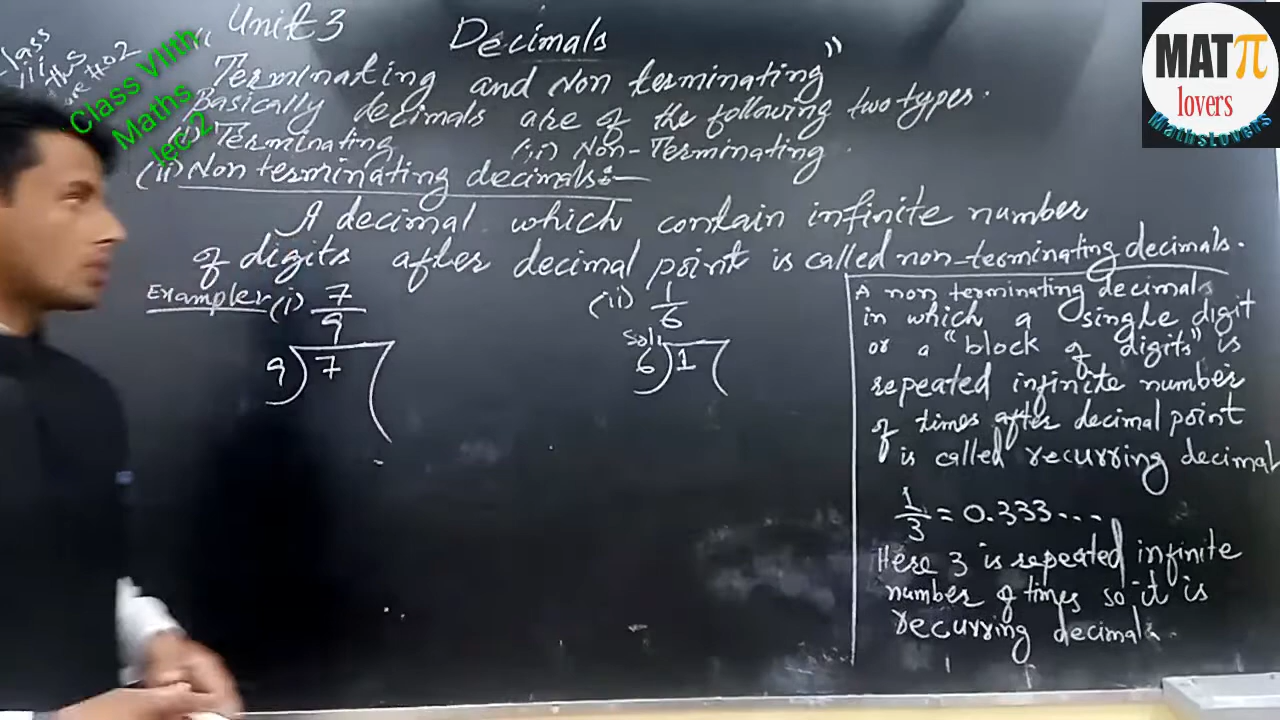 Unit 3
Decimals
"Terminating and Non terminating"
Basically decimals are of the following two types.
(i) Terminating (ii) Non-Terminating.
(ii) Non terminating decimals:—
A decimal which contain infinite number
of digits after decimal point is called non-terminating decimals.
Examples (i) 7/9
9)7(
(ii) 1/6
Sol:
6)1(
A non terminating decimals
in which a single digit
or a "block of digits" is
repeated infinite number
of times after decimal point
is called recurring decimal
1/3 = 0.333...
Here 3 is repeated infinite
number of times so it is
recurring decimal.
Class VIIth
Maths
lec:2
MATπ
lovers
MathsLovers